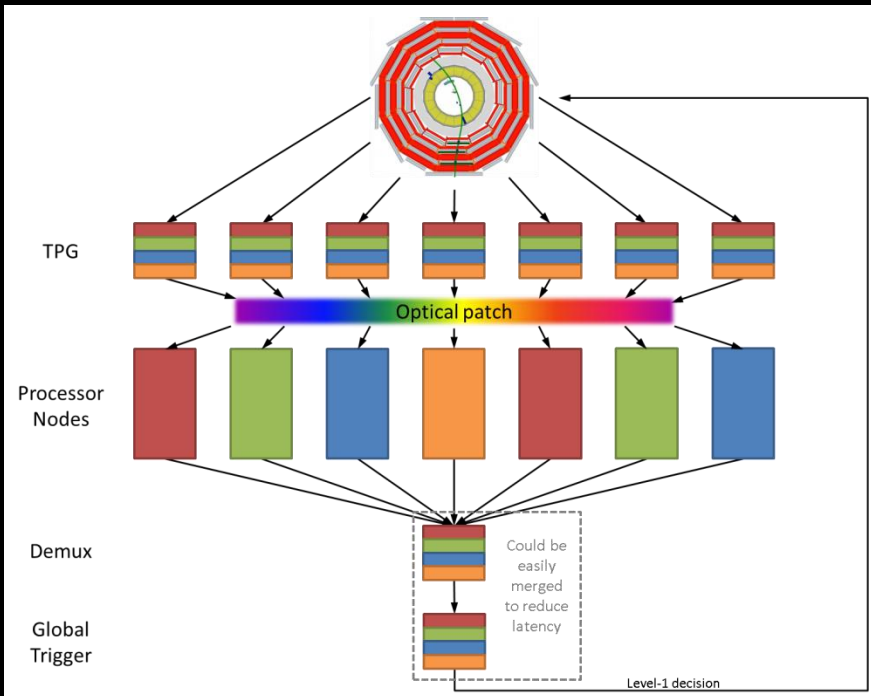 TPG
Optical patch
Processor
Nodes
Demux
Could be
easily
merged
to reduce
latency
Global
Trigger
Level-1 decision